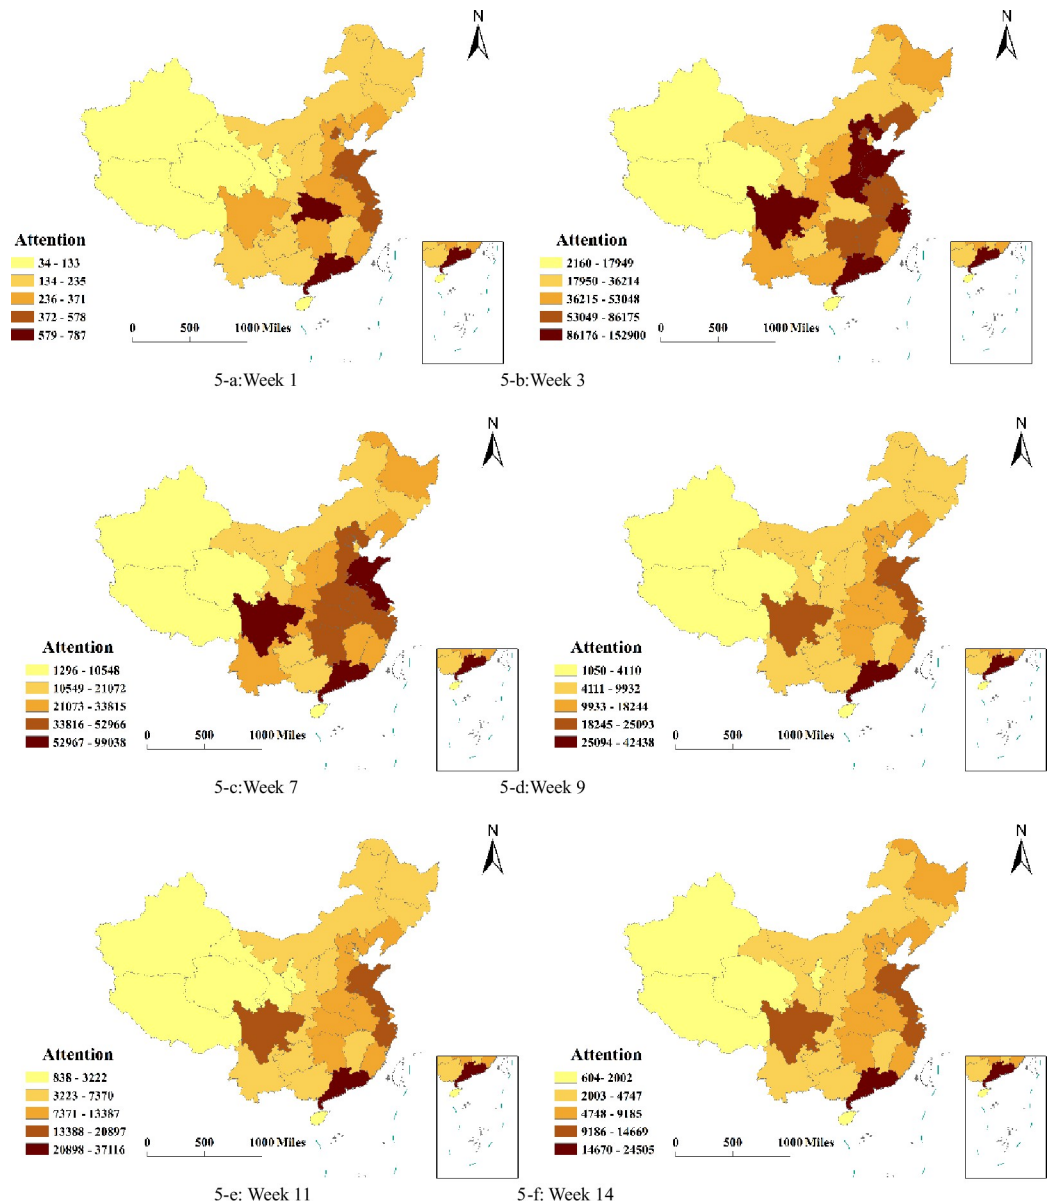 N
Attention
34 - 133
134 - 235
236 - 371
372 - 578
579 - 787
0 500 1000 Miles
5-a:Week 1
N
Attention
2160 - 17949
17950 - 36214
36215 - 53048
53049 - 86175
86176 - 152900
0 500 1000 Miles
5-b:Week 3
N
Attention
1296 - 10548
10549 - 21072
21073 - 33815
33816 - 52966
52967 - 99038
0 500 1000 Miles
5-c:Week 7
N
Attention
1050 - 4110
4111 - 9932
9933 - 18244
18245 - 25093
25094 - 42438
0 500 1000 Miles
5-d:Week 9
N
Attention
838 - 3222
3223 - 7370
7371 - 13387
13388 - 20897
20898 - 37116
0 500 1000 Miles
5-e: Week 11
N
Attention
604- 2002
2003 - 4747
4748 - 9185
9186 - 14669
14670 - 24505
0 500 1000 Miles
5-f: Week 14